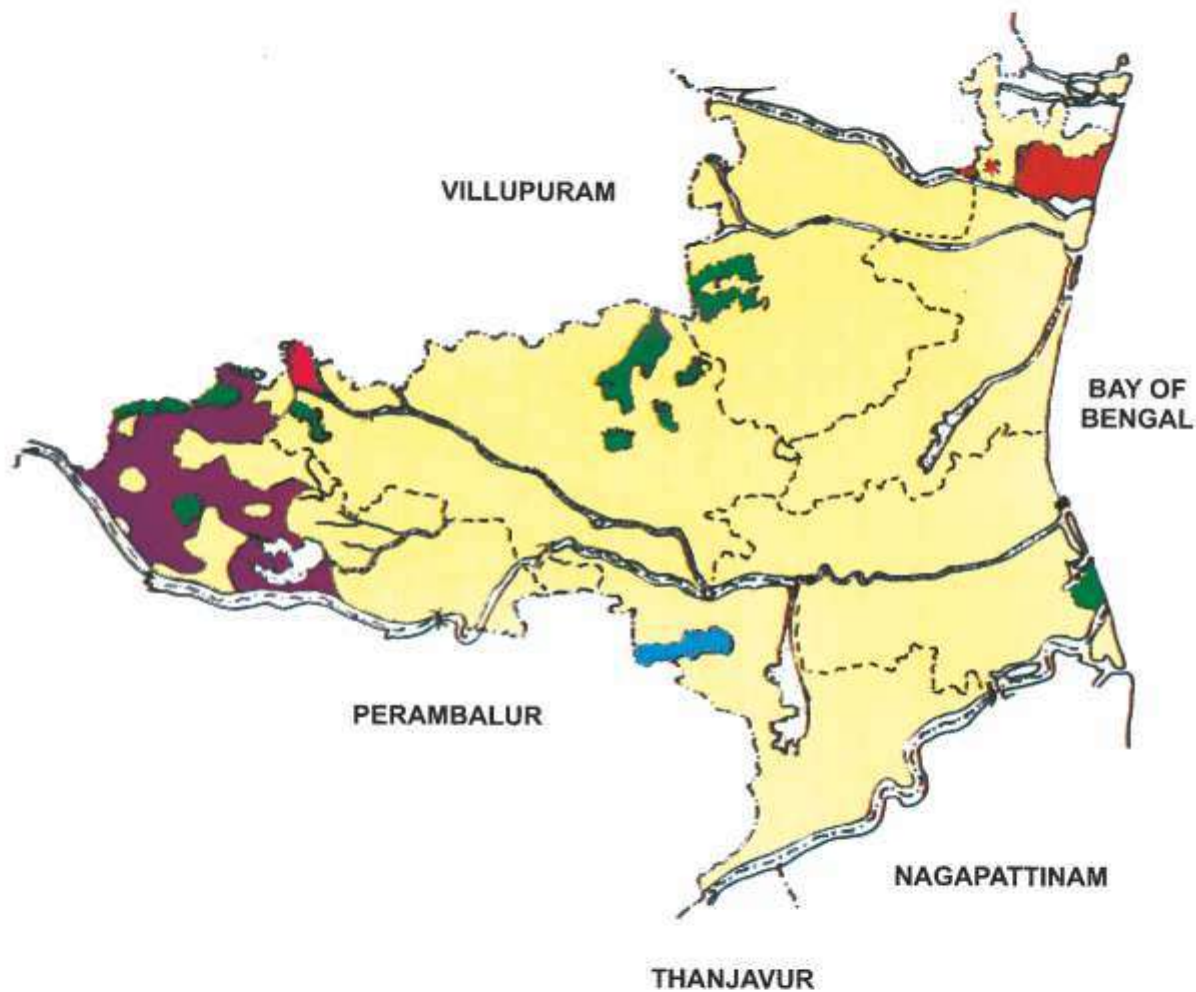 VILLUPURAM
BAY OF
BENGAL
PERAMBALUR
NAGAPATTINAM
THANJAVUR